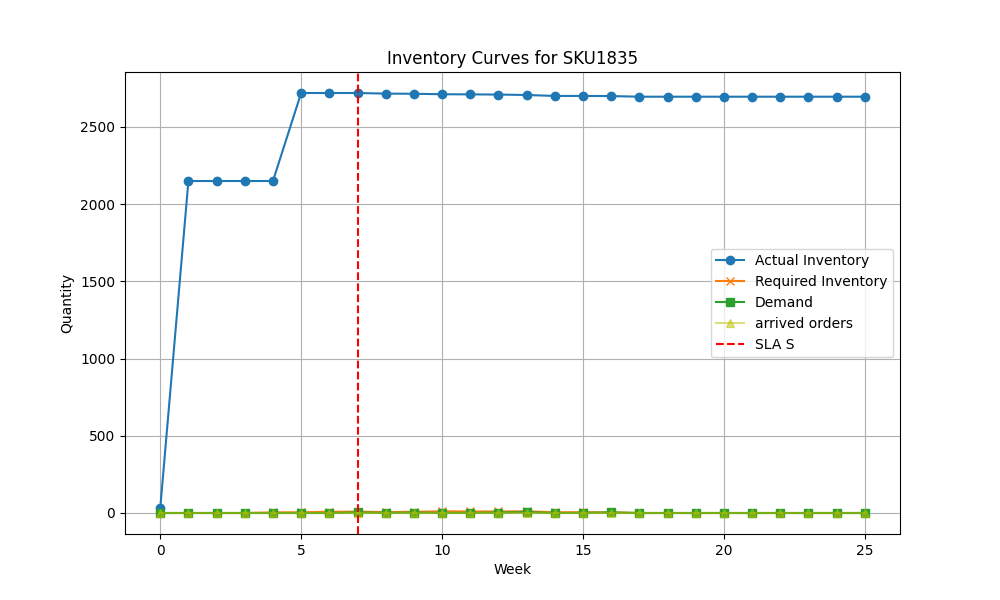 Inventory Curves for SKU1835
Quantity
2500
2000
1500
1000
500
0
Actual Inventory
Required Inventory
Demand
arrived orders
SLA S
0 5 10 15 20 25
Week